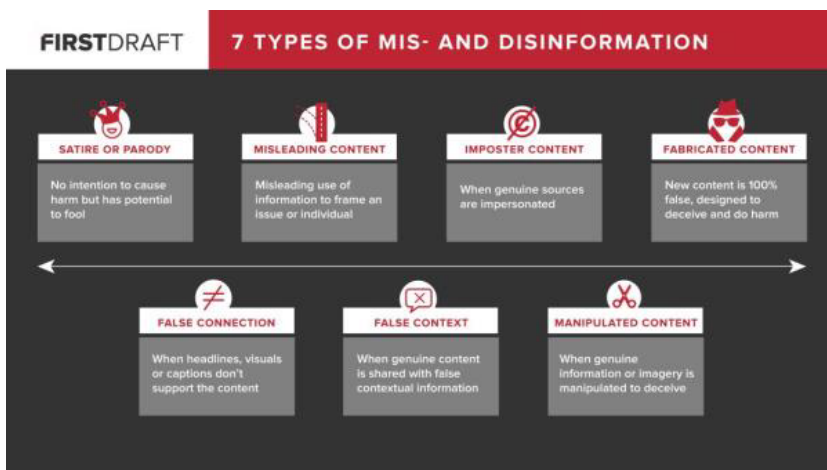 FIRSTDRAFT
7 TYPES OF MIS- AND DISINFORMATION
SATIRE OR PARODY
No intention to cause
harm but has potential
to fool
MISLEADING CONTENT
Misleading use of
information to frame an
issue or individual
IMPOSTER CONTENT
When genuine sources
are impersonated
FABRICATED CONTENT
New content is 100%
false, designed to
deceive and do harm
FALSE CONNECTION
When headlines, visuals
or captions don't
support the content
FALSE CONTEXT
When genuine content
is shared with false
contextual information
MANIPULATED CONTENT
When genuine
information or imagery is
manipulated to deceive